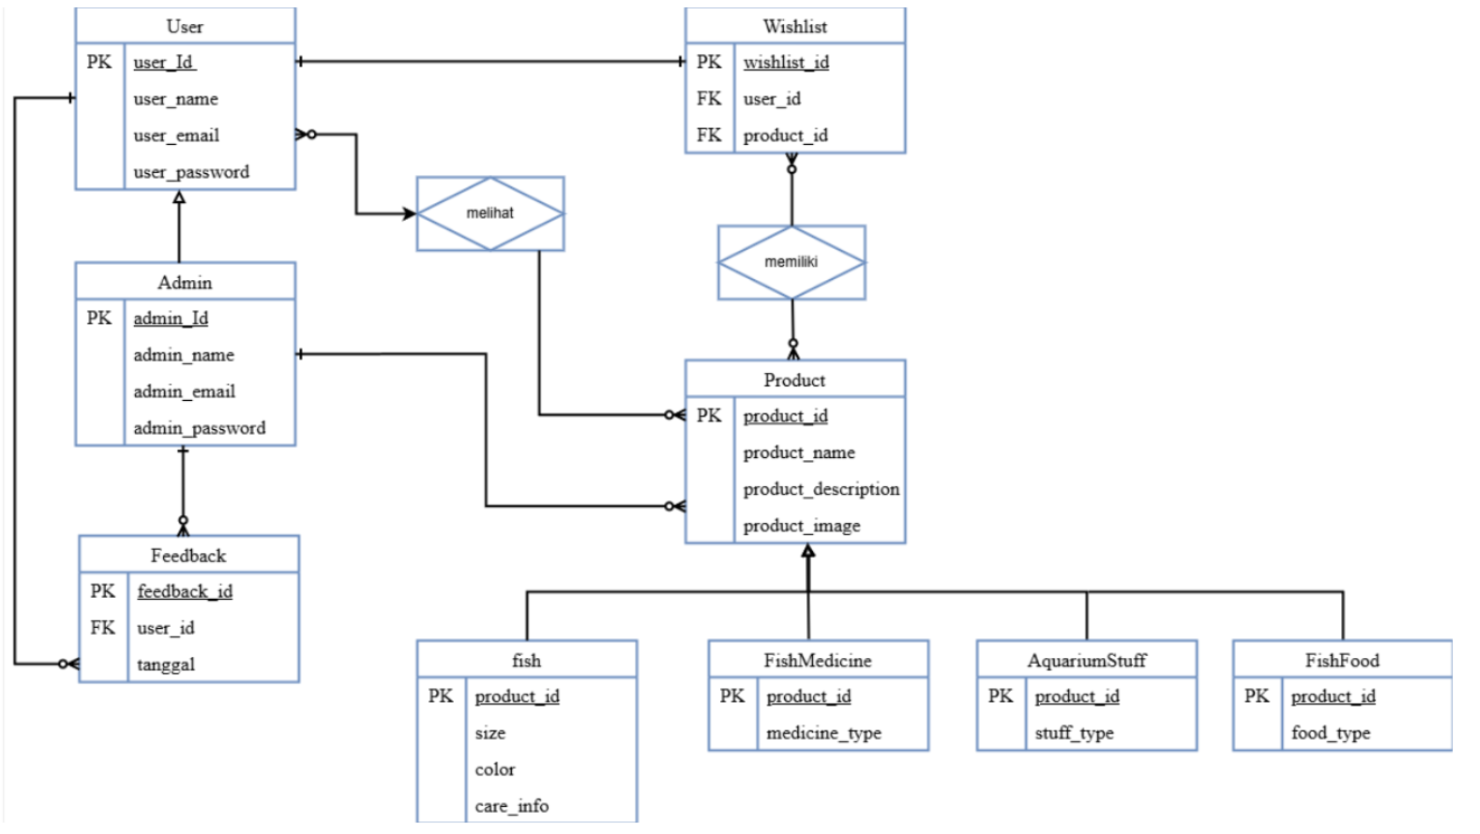 User
PK user_Id
user_name
user_email
user_password
Wishlist
PK wishlist_id
FK user_id
FK product_id
melihat
memiliki
Admin
PK admin_Id
admin_name
admin_email
admin_password
Product
PK product_id
product_name
product_description
product_image
Feedback
PK feedback_id
FK user_id
tanggal
fish
PK product_id
size
color
care_info
FishMedicine
PK product_id
medicine_type
AquariumStuff
PK product_id
stuff_type
FishFood
PK product_id
food_type